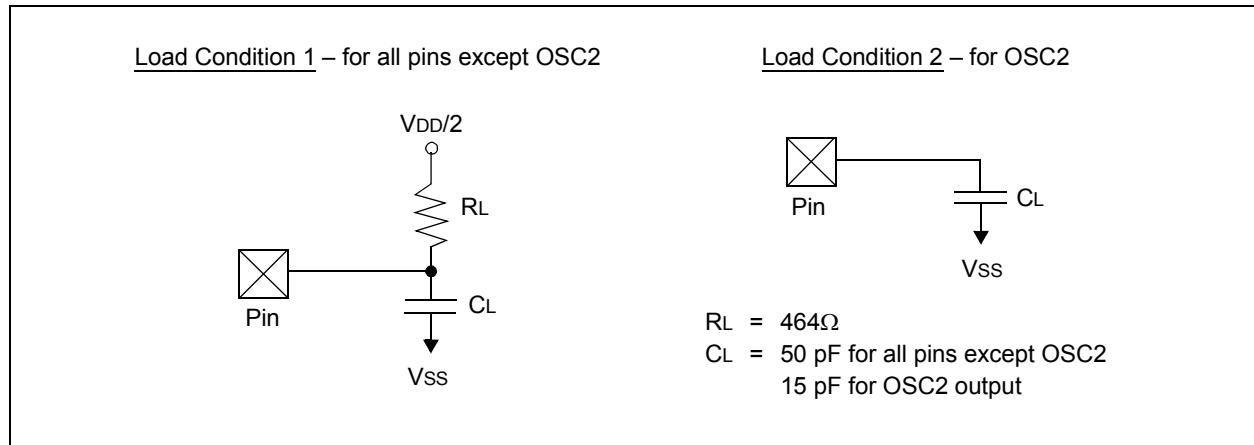 Load Condition 1 – for all pins except OSC2
VDD/2
RL
Pin
CL
VSS
Load Condition 2 – for OSC2
Pin
CL
VSS
RL = 464Ω
CL = 50 pF for all pins except OSC2
15 pF for OSC2 output